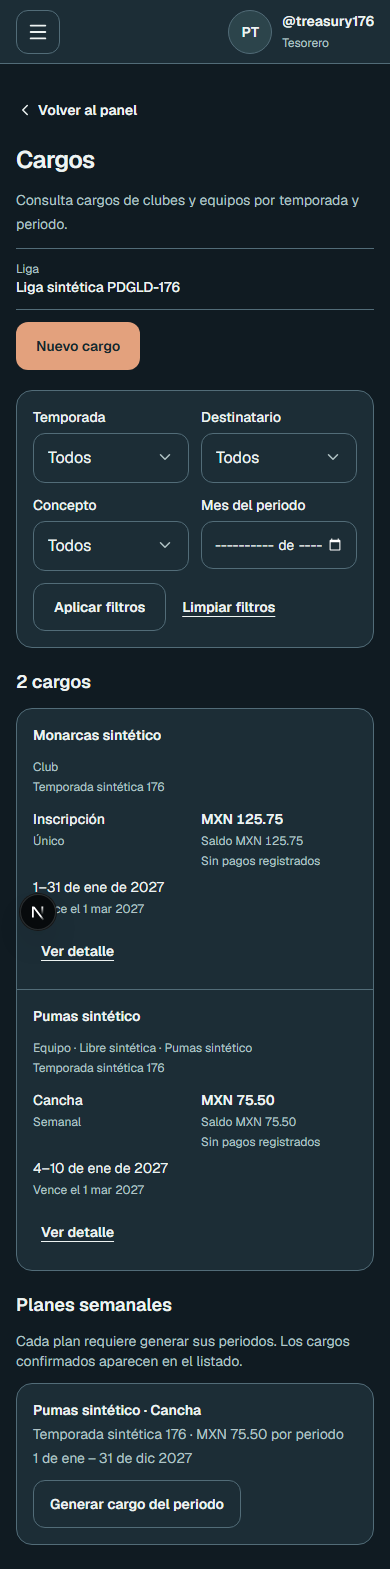 PT
@treasury176
Tesorero
Volver al panel
Cargos
Consulta cargos de clubes y equipos por temporada y
periodo.
Liga
Liga sintética PDGLD-176
Nuevo cargo
Temporada
Destinatario
Todos
Todos
Concepto
Mes del periodo
Todos
---------- de ----
Aplicar filtros
Limpiar filtros
2 cargos
Monarcas sintético
Club
Temporada sintética 176
Inscripción
MXN 125.75
Único
Saldo MXN 125.75
Sin pagos registrados
1–31 de ene de 2027
ce el 1 mar 2027
N
Ver detalle
Pumas sintético
Equipo · Libre sintética · Pumas sintético
Temporada sintética 176
Cancha
MXN 75.50
Semanal
Saldo MXN 75.50
Sin pagos registrados
4–10 de ene de 2027
Vence el 1 mar 2027
Ver detalle
Planes semanales
Cada plan requiere generar sus periodos. Los cargos
confirmados aparecen en el listado.
Pumas sintético · Cancha
Temporada sintética 176 · MXN 75.50 por periodo
1 de ene – 31 de dic 2027
Generar cargo del periodo